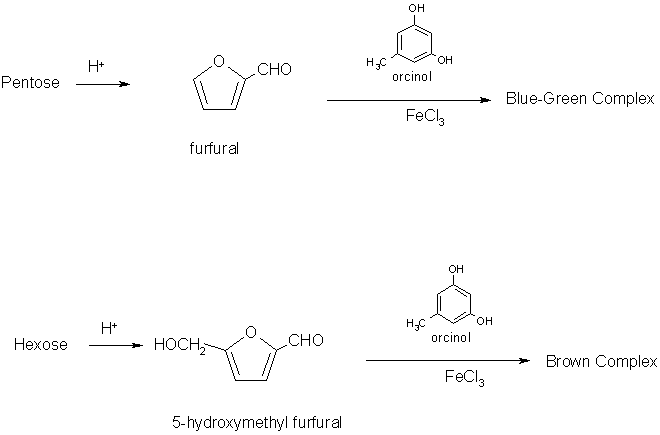 OH
H₃C
OH
orcinol
Pentose
H⁺
O
CHO
FeCl₃
Blue-Green Complex
furfural
OH
H₃C
OH
orcinol
Hexose
H⁺
HOCH₂
O
CHO
FeCl₃
Brown Complex
5-hydroxymethyl furfural